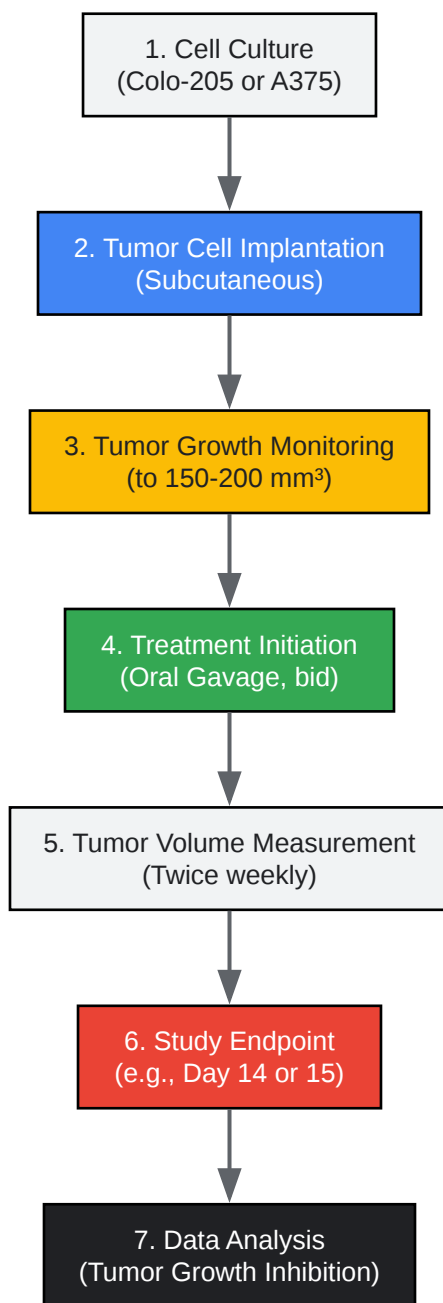 1. Cell Culture
(Colo-205 or A375)
2. Tumor Cell Implantation
(Subcutaneous)
3. Tumor Growth Monitoring
(to 150-200 mm³)
4. Treatment Initiation
(Oral Gavage, bid)
5. Tumor Volume Measurement
(Twice weekly)
6. Study Endpoint
(e.g., Day 14 or 15)
7. Data Analysis
(Tumor Growth Inhibition)